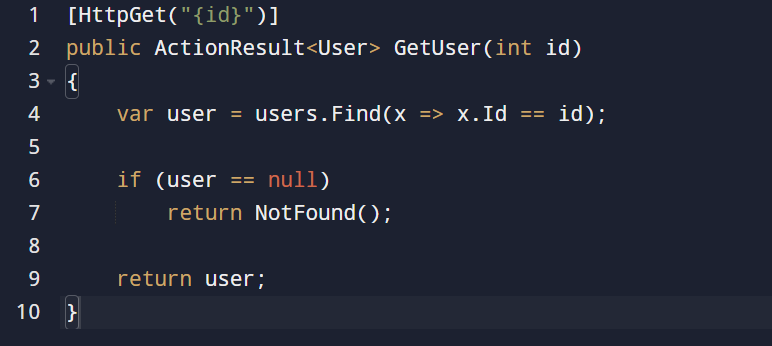 1 [HttpGet("{id}")]
2 public ActionResult<User> GetUser(int id)
3 {
4     var user = users.Find(x => x.Id == id);
5
6     if (user == null)
7         return NotFound();
8
9     return user;
10 }